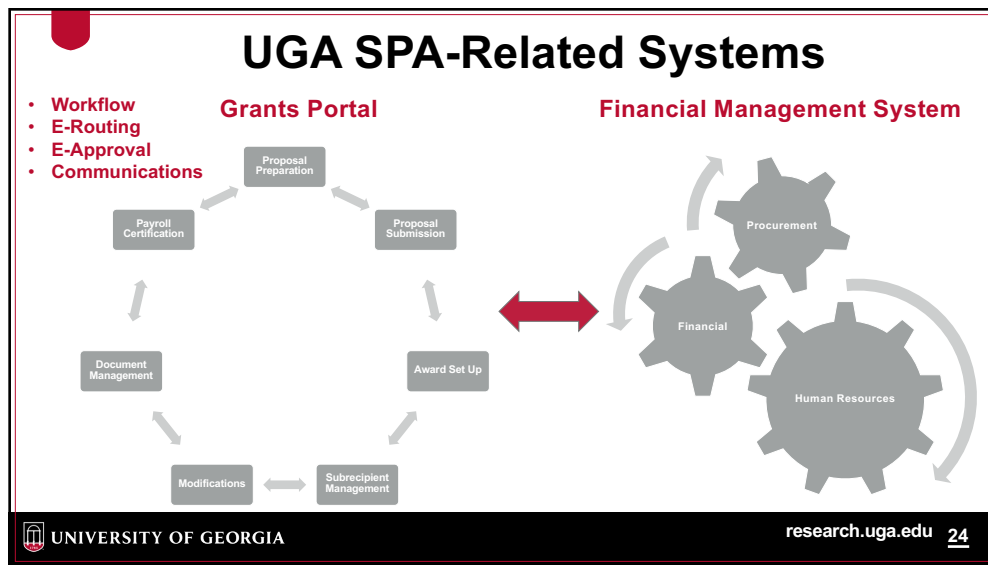 UGA SPA-Related Systems
• Workflow
• E-Routing
• E-Approval
• Communications
Grants Portal
Proposal
Preparation
Proposal
Submission
Award Set Up
Subrecipient
Management
Modifications
Document
Management
Payroll
Certification
Financial Management System
Procurement
Financial
Human Resources
UNIVERSITY OF GEORGIA
research.uga.edu 24